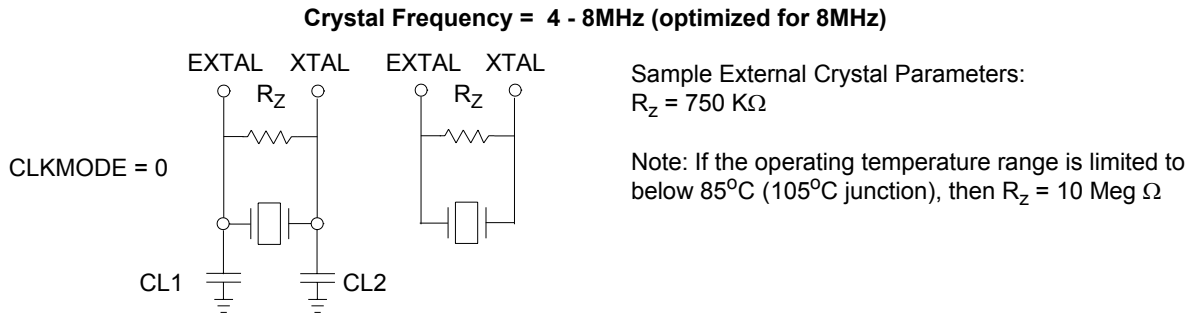 Crystal Frequency = 4 - 8MHz (optimized for 8MHz)
EXTAL XTAL EXTAL XTAL
RZ RZ
CLKMODE = 0
CL1 CL2
Sample External Crystal Parameters:
Rz = 750 KΩ
Note: If the operating temperature range is limited to
below 85°C (105°C junction), then Rz = 10 Meg Ω